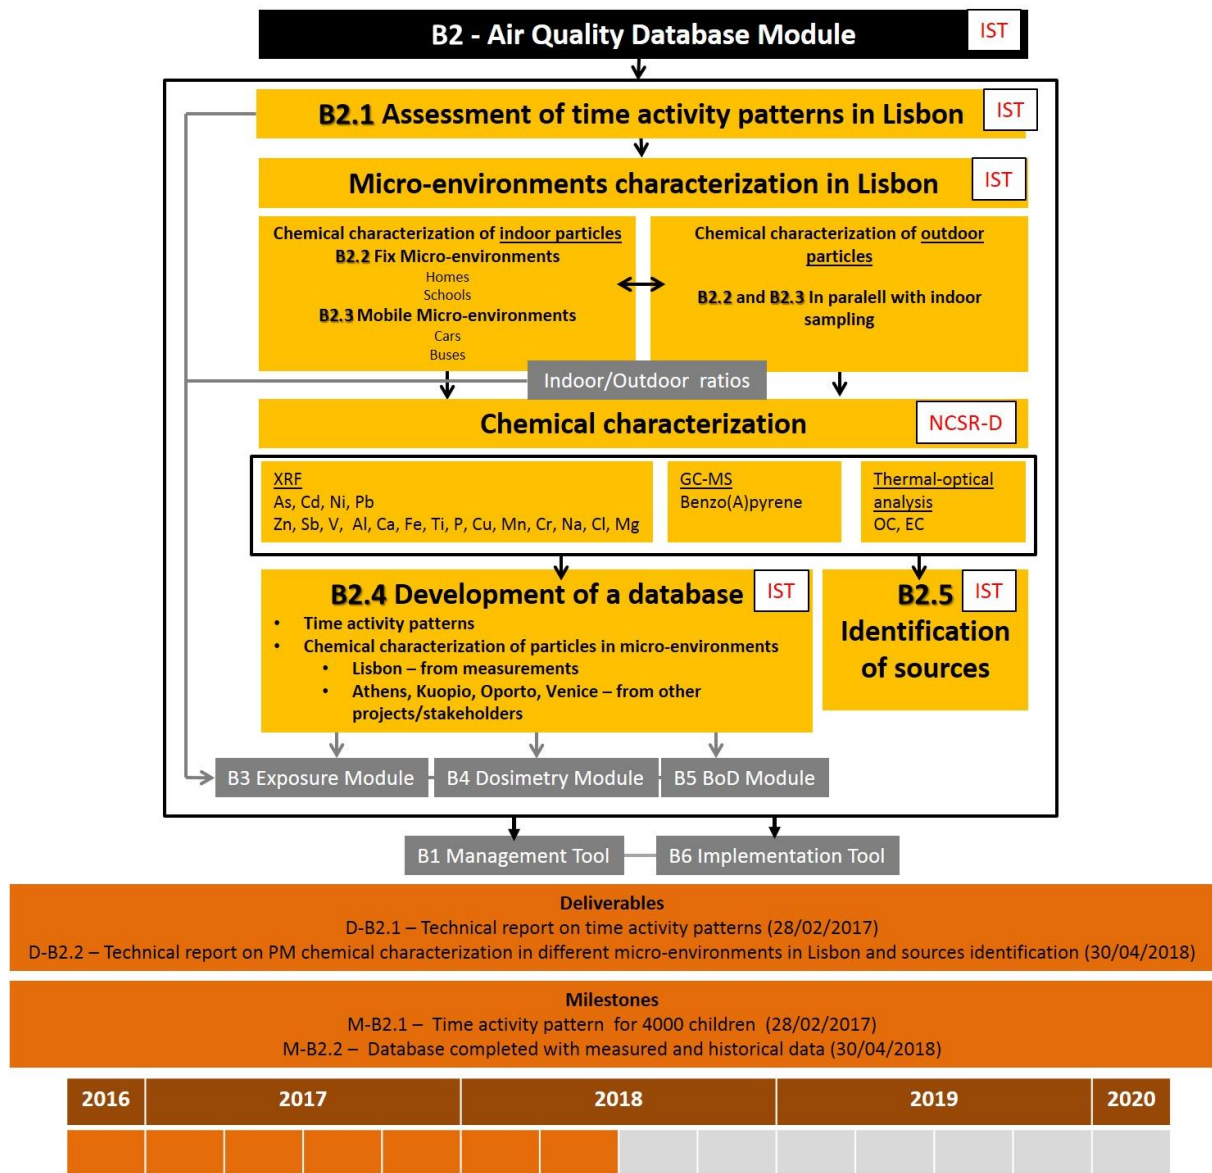 B2 - Air Quality Database Module
IST
B2.1 Assessment of time activity patterns in Lisbon
IST
Micro-environments characterization in Lisbon
IST
Chemical characterization of indoor particles
B2.2 Fix Micro-environments
Homes
Schools
B2.3 Mobile Micro-environments
Cars
Buses
Chemical characterization of outdoor
particles
B2.2 and B2.3 In paralell with indoor
sampling
Indoor/Outdoor ratios
Chemical characterization
NCSR-D
XRF
As, Cd, Ni, Pb
Zn, Sb, V, Al, Ca, Fe, Ti, P, Cu, Mn, Cr, Na, Cl, Mg
GC-MS
Benzo(A)pyrene
Thermal-optical
analysis
OC, EC
B2.4 Development of a database
IST
• Time activity patterns
• Chemical characterization of particles in micro-environments
• Lisbon – from measurements
• Athens, Kuopio, Oporto, Venice – from other
projects/stakeholders
B2.5
IST
Identification
of sources
B3 Exposure Module
B4 Dosimetry Module
B5 BoD Module
B1 Management Tool
B6 Implementation Tool
Deliverables
D-B2.1 – Technical report on time activity patterns (28/02/2017)
D-B2.2 – Technical report on PM chemical characterization in different micro-environments in Lisbon and sources identification (30/04/2018)
Milestones
M-B2.1 – Time activity pattern for 4000 children (28/02/2017)
M-B2.2 – Database completed with measured and historical data (30/04/2018)
2016 2017 2018 2019 2020